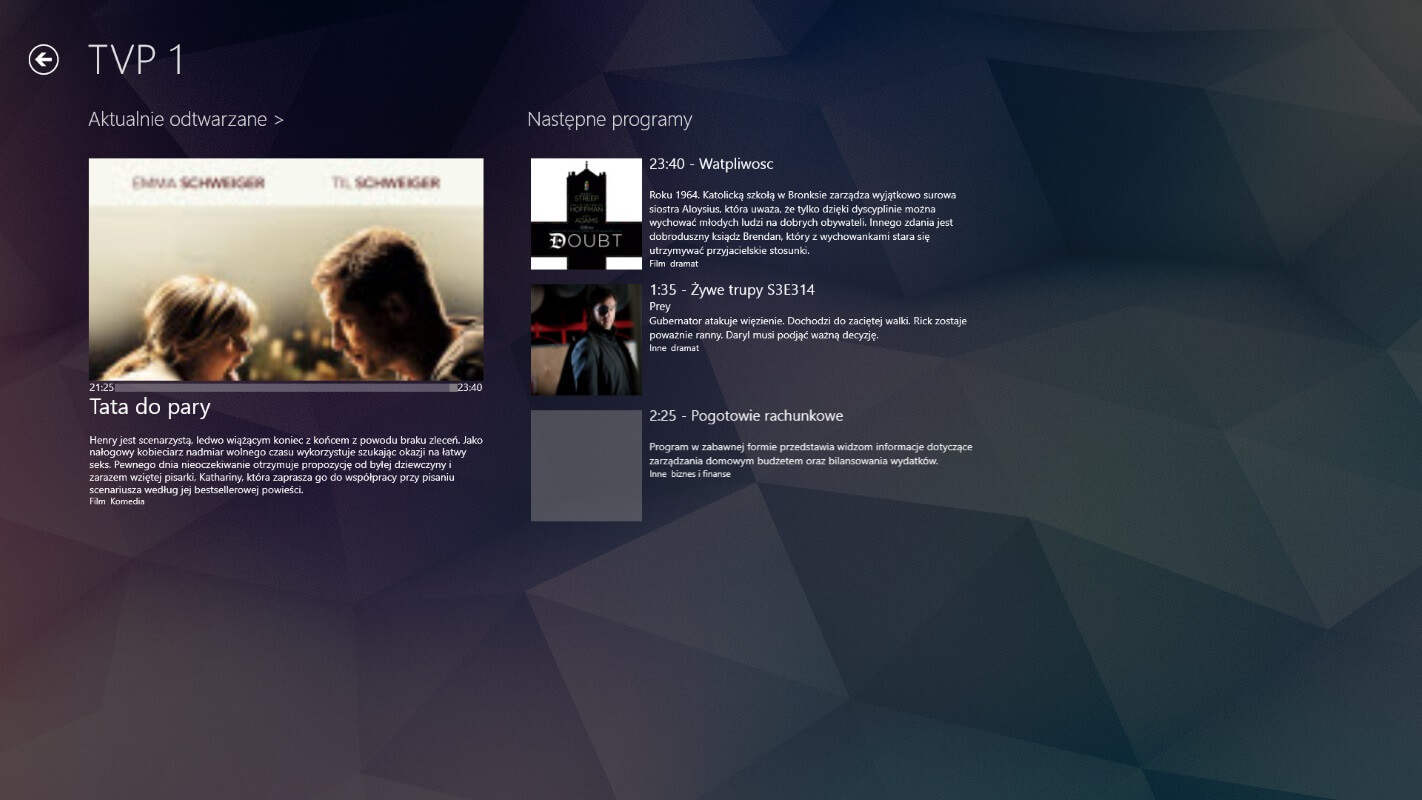 TVP 1
Aktualnie odtwarzane >
EMMA SCHWEIGER TIL SCHWEIGER
21:25 23:40
Tata do pary
Henry jest scenarzystą, ledwo wiążącym koniec z końcem z powodu braku zleceń. Jako
nałogowy kobieciarz nadmiar wolnego czasu wykorzystuje szukając okazji na łatwy
seks. Pewnego dnia nieoczekiwanie otrzymuje propozycję od byłej dziewczyny i
zarazem wziętej pisarki, Kathariny, która zaprasza go do współpracy przy pisaniu
scenariusza według jej bestsellerowej powieści.
Film Komedia
Następne programy
STREEP
HOFFMAN
ADAMS
DOUBT
23:40 - Watpliwosc
Roku 1964. Katolicką szkołą w Bronksie zarządza wyjątkowo surowa
siostra Aloysius, która uważa, że tylko dzięki dyscyplinie można
wychować młodych ludzi na dobrych obywateli. Innego zdania jest
dobroduszny ksiądz Brendan, który z wychowankami stara się
utrzymywać przyjacielskie stosunki.
Film dramat
1:35 - Żywe trupy S3E314
Prey
Gubernator atakuje więzienie. Dochodzi do zaciętej walki. Rick zostaje
poważnie ranny. Daryl musi podjąć ważną decyzję.
Inne dramat
2:25 - Pogotowie rachunkowe
Program w zabawnej formie przedstawia widzom informacje dotyczące
zarządzania domowym budżetem oraz bilansowania wydatków.
Inne biznes i finanse